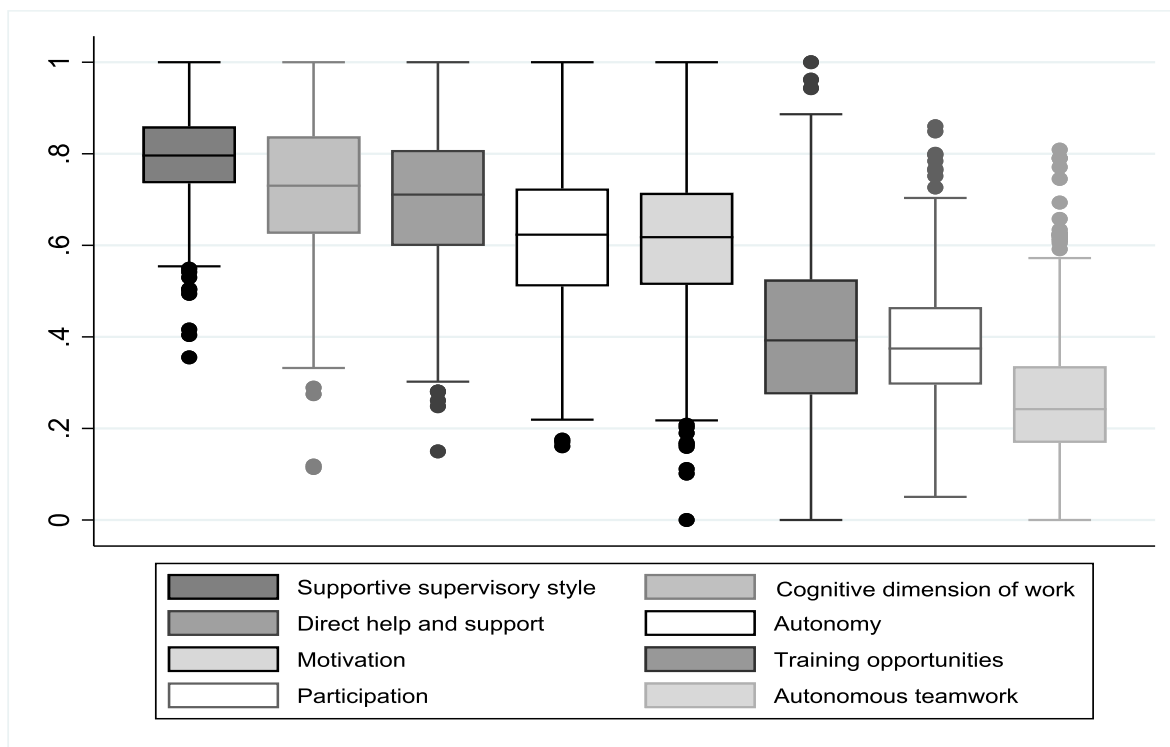 1
.8
.6
.4
.2
0
Supportive supervisory style
Cognitive dimension of work
Direct help and support
Autonomy
Motivation
Training opportunities
Participation
Autonomous teamwork